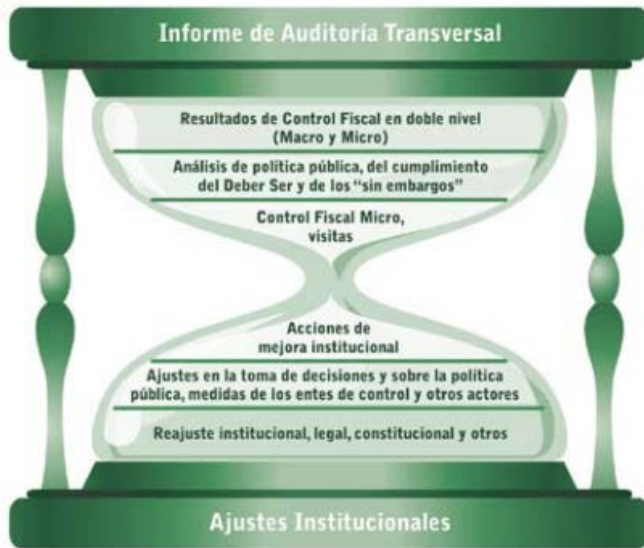 Informe de Auditoría Transversal
Resultados de Control Fiscal en doble nivel
(Macro y Micro)
Análisis de política pública, del cumplimiento
del Deber Ser y de los “sin embargos”
Control Fiscal Micro,
visitas
Acciones de
mejora institucional
Ajustes en la toma de decisiones y sobre la política
pública, medidas de los entes de control y otros actores
Reajuste institucional, legal, constitucional y otros
Ajustes Institucionales